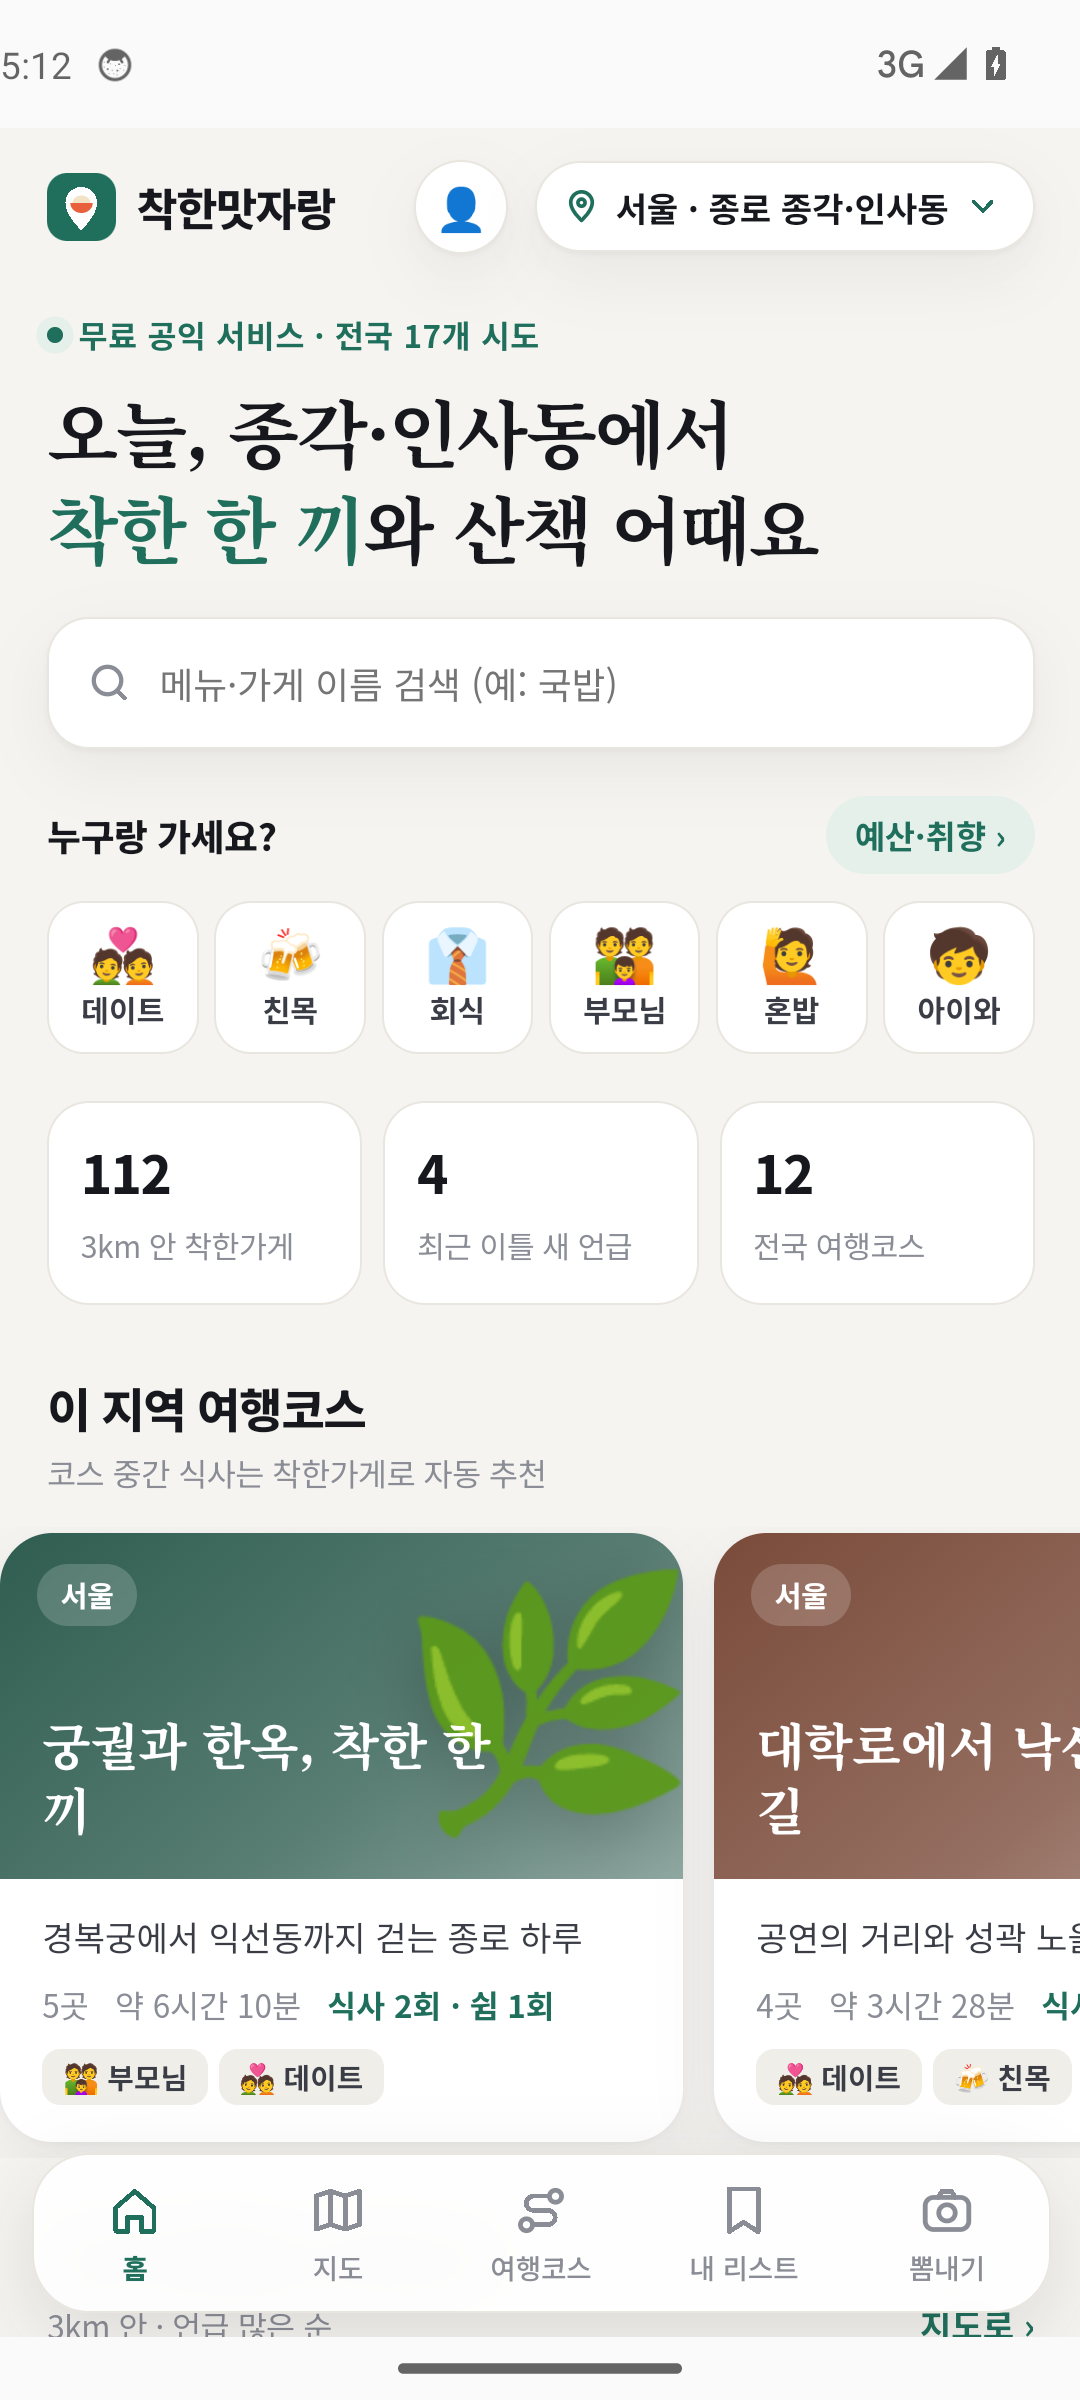 5:12
3G
착한맛자랑
서울 · 종로 종각·인사동
무료 공익 서비스 · 전국 17개 시도
오늘, 종각·인사동에서
착한 한 끼와 산책 어때요
메뉴·가게 이름 검색 (예: 국밥)
누구랑 가세요?
예산·취향 ›
데이트
친목
회식
부모님
혼밥
아이와
112
3km 안 착한가게
4
최근 이틀 새 언급
12
전국 여행코스
이 지역 여행코스
코스 중간 식사는 착한가게로 자동 추천
서울
궁궐과 한옥, 착한 한
끼
경복궁에서 익선동까지 걷는 종로 하루
5곳 약 6시간 10분 식사 2회 · 쉼 1회
부모님
데이트
서울
대학로에서 낙산
길
공연의 거리와 성곽 노을
4곳 약 3시간 28분 식사
데이트
친목
홈
지도
여행코스
내 리스트
뽐내기
3km 안 · 언급 많은 순
지도로 ›